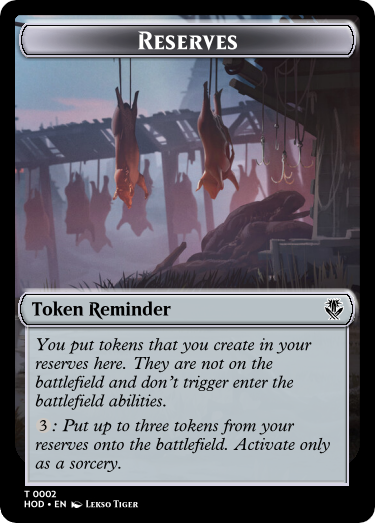 Reserves
Token Reminder
You put tokens that you create in your
reserves here. They are not on the
battlefield and don't trigger enter the
battlefield abilities.
3: Put up to three tokens from your
reserves onto the battlefield. Activate only
as a sorcery.
T 0002
HOD • EN Lekso Tiger